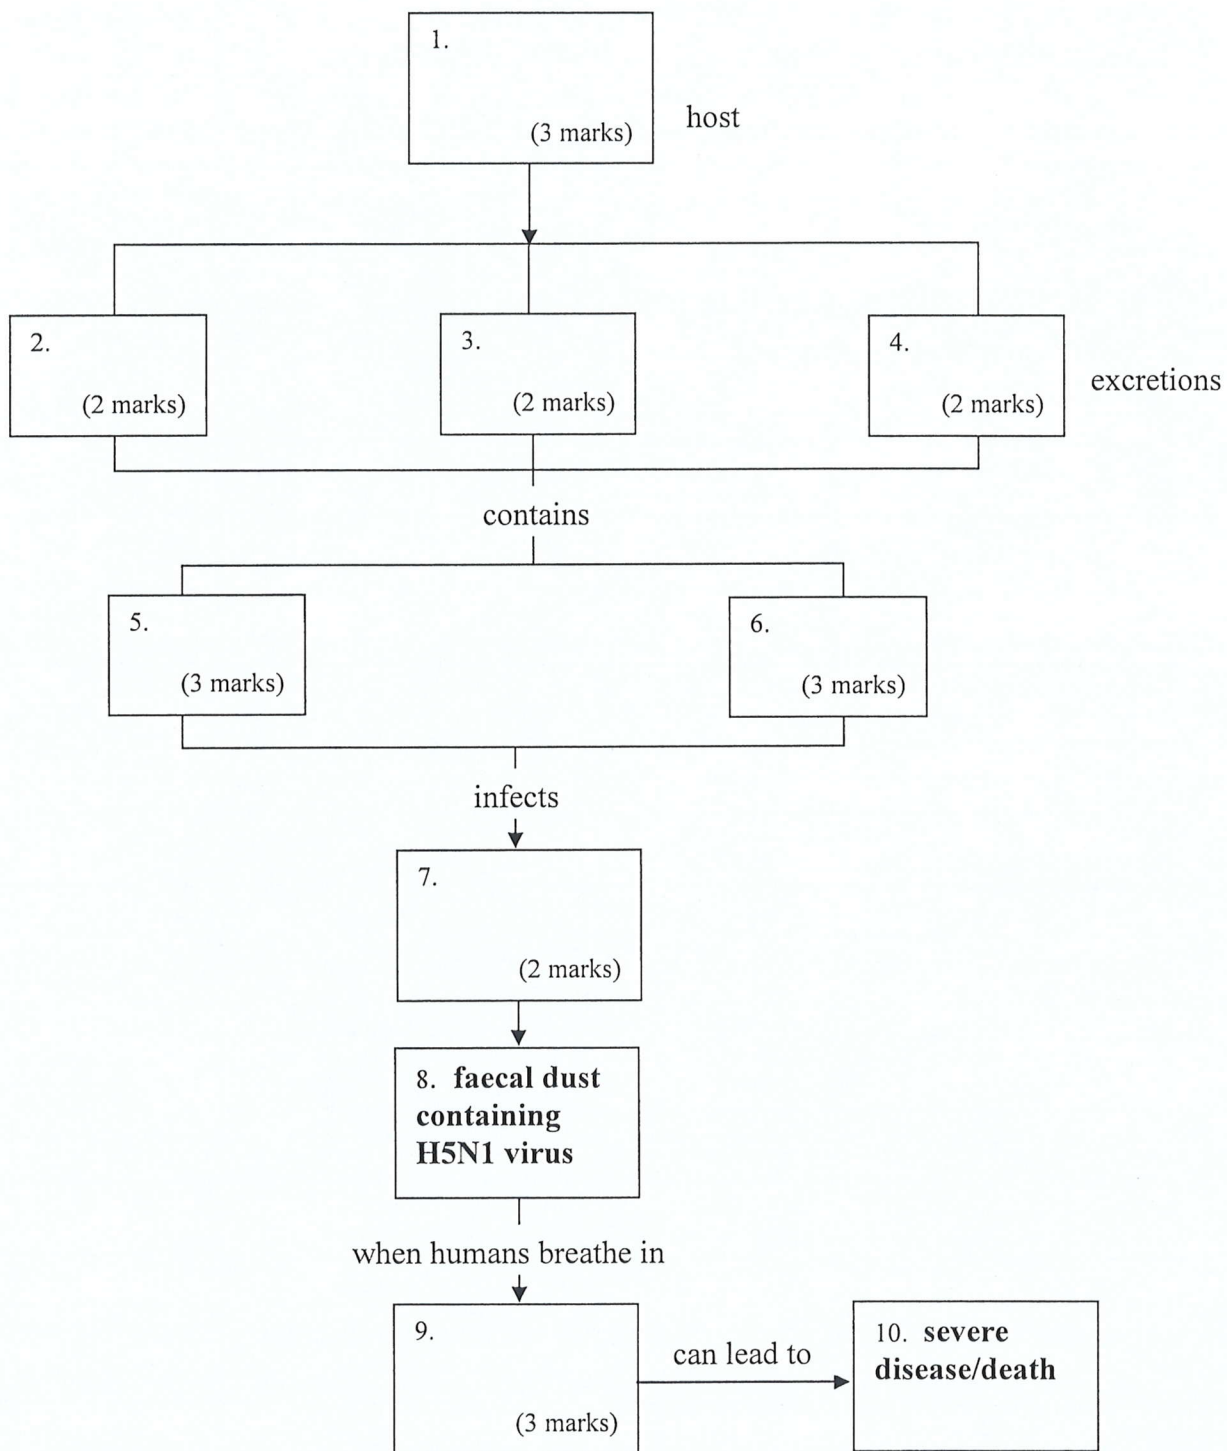 1.
(3 marks)
host
2.
(2 marks)
3.
(2 marks)
4.
(2 marks)
excretions
contains
5.
(3 marks)
6.
(3 marks)
infects
7.
(2 marks)
8. faecal dust
containing
H5N1 virus
when humans breathe in
9.
(3 marks)
can lead to
10. severe
disease/death